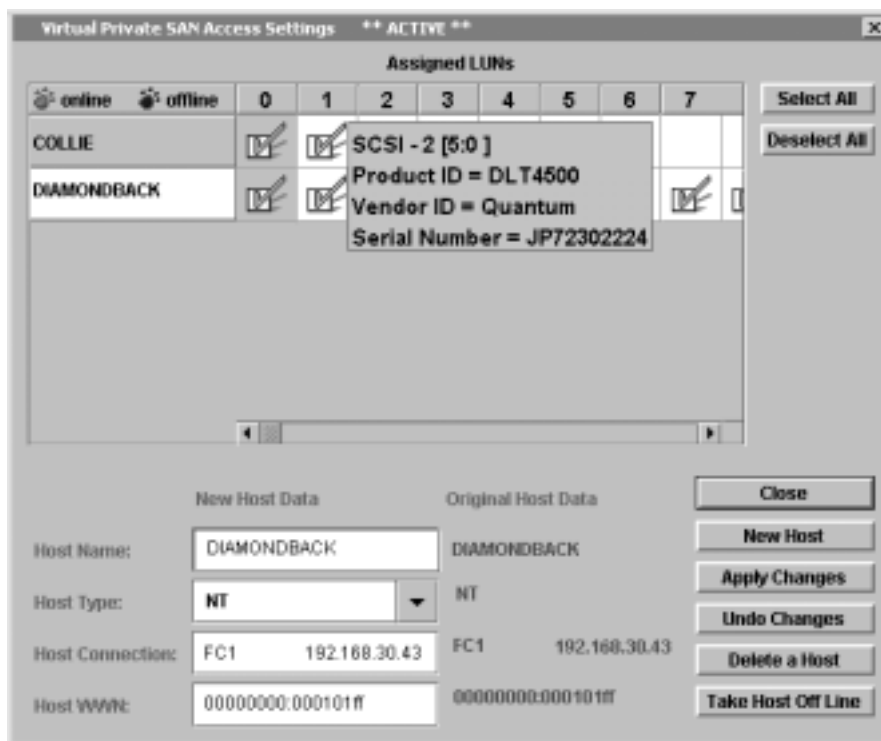 Virtual Private SAN Access Settings ** ACTIVE **
Assigned LUNs
online offline 0 1 2 3 4 5 6 7
Select All
COLLIE
Deselect All
SCSI - 2 [5:0 ]
Product ID = DLT4500
DIAMONDBACK
Vendor ID = Quantum
Serial Number = JP72302224
New Host Data Original Host Data
Close
Host Name: DIAMONDBACK DIAMONDBACK
New Host
Host Type: NT NT
Apply Changes
Undo Changes
Host Connection: FC1 192.168.30.43 FC1 192.168.30.43
Delete a Host
Host WWN: 00000000:000101ff 00000000:000101ff
Take Host Off Line